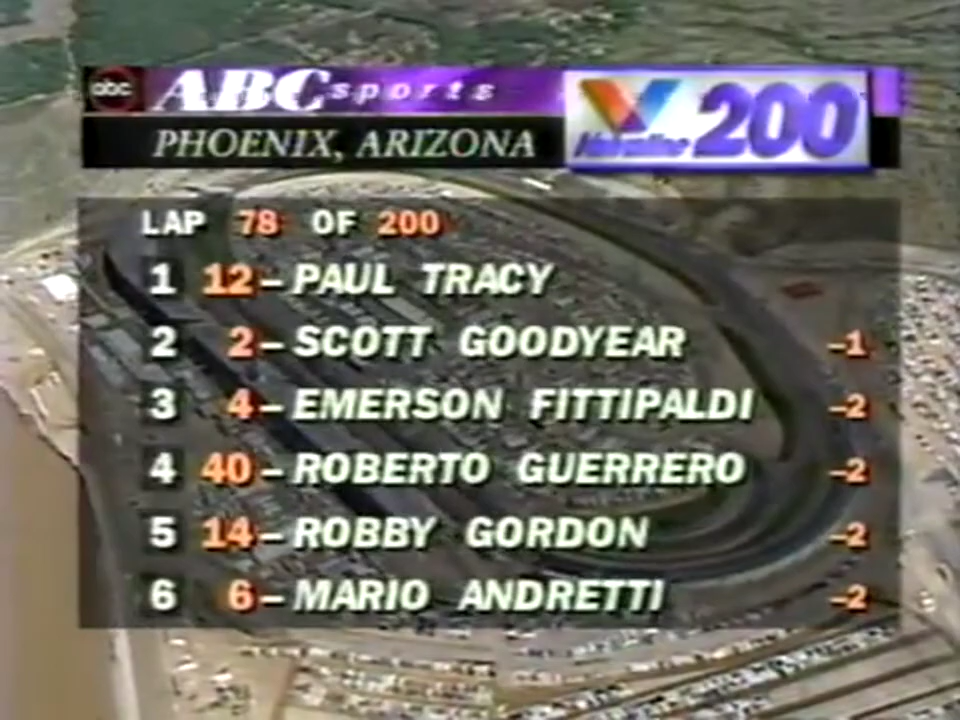 abc ABC sports
Valvoline 200
PHOENIX, ARIZONA
LAP 78 OF 200
1 12 – PAUL TRACY
2 2 – SCOTT GOODYEAR –1
3 4 – EMERSON FITTIPALDI –2
4 40 – ROBERTO GUERRERO –2
5 14 – ROBBY GORDON –2
6 6 – MARIO ANDRETTI –2